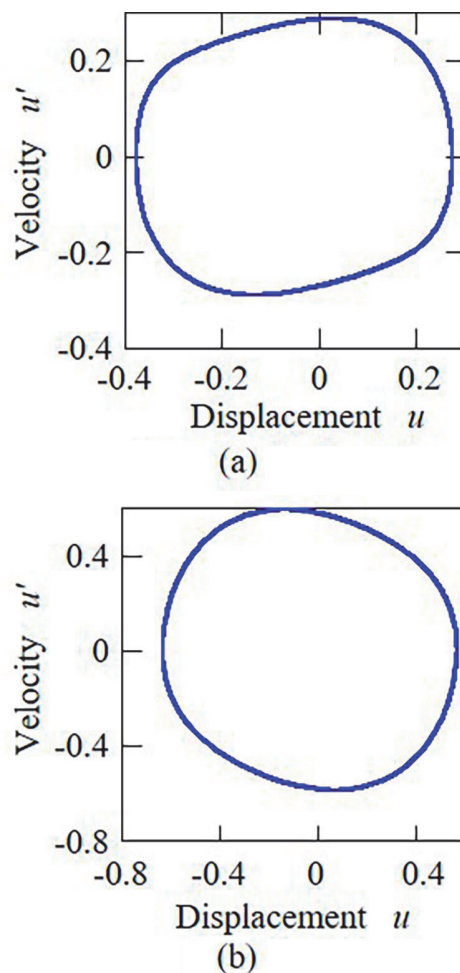 0.2
0
-0.2
-0.4
Velocity u'
-0.4 -0.2 0 0.2
Displacement u
(a)
0.4
0
-0.4
-0.8
Velocity u'
-0.8 -0.4 0 0.4
Displacement u
(b)